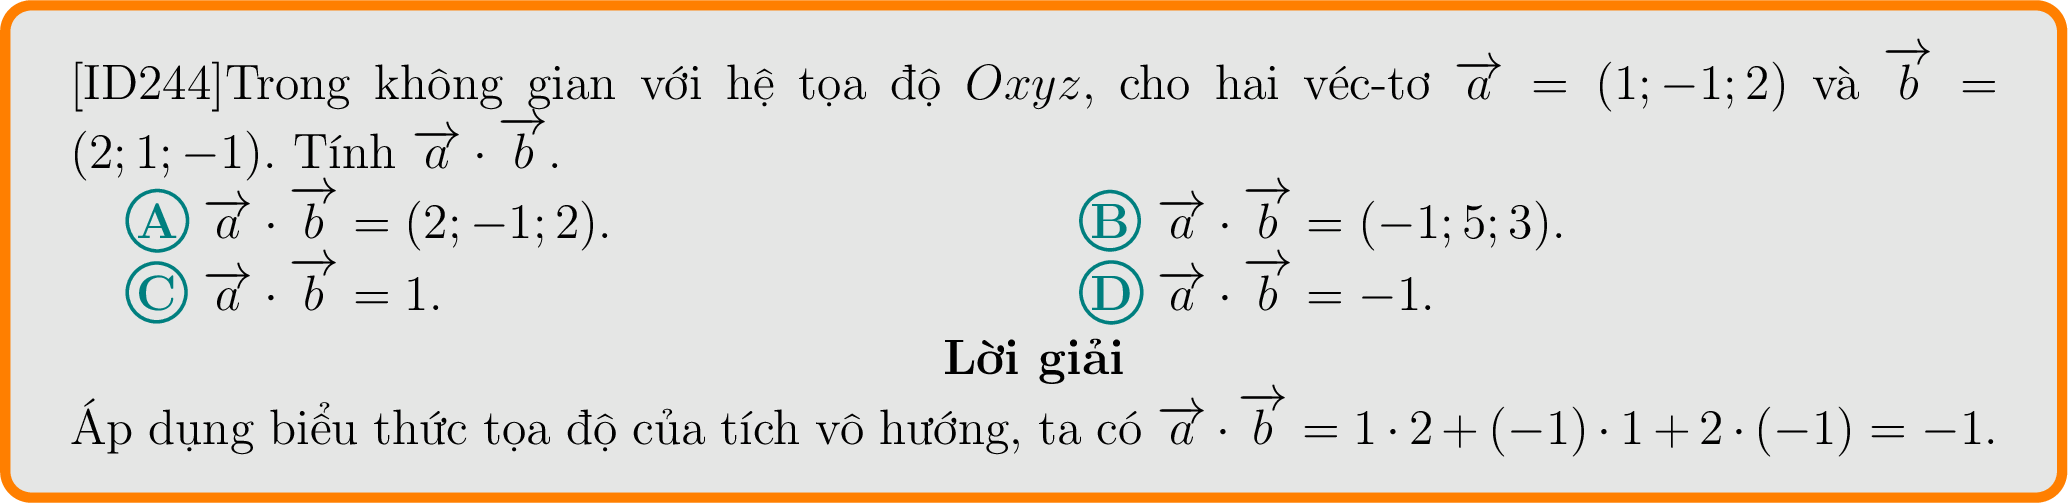 [ID244]Trong không gian với hệ tọa độ $Oxyz$, cho hai véc-tơ $\overrightarrow{a} = (1; -1; 2)$ và $\overrightarrow{b} =$
$(2; 1; -1)$. Tính $\overrightarrow{a} \cdot \overrightarrow{b}$.
A $\overrightarrow{a} \cdot \overrightarrow{b} = (2; -1; 2)$. B $\overrightarrow{a} \cdot \overrightarrow{b} = (-1; 5; 3)$.
C $\overrightarrow{a} \cdot \overrightarrow{b} = 1$. D $\overrightarrow{a} \cdot \overrightarrow{b} = -1$.
Lời giải
Áp dụng biểu thức tọa độ của tích vô hướng, ta có $\overrightarrow{a} \cdot \overrightarrow{b} = 1 \cdot 2 + (-1) \cdot 1 + 2 \cdot (-1) = -1$.